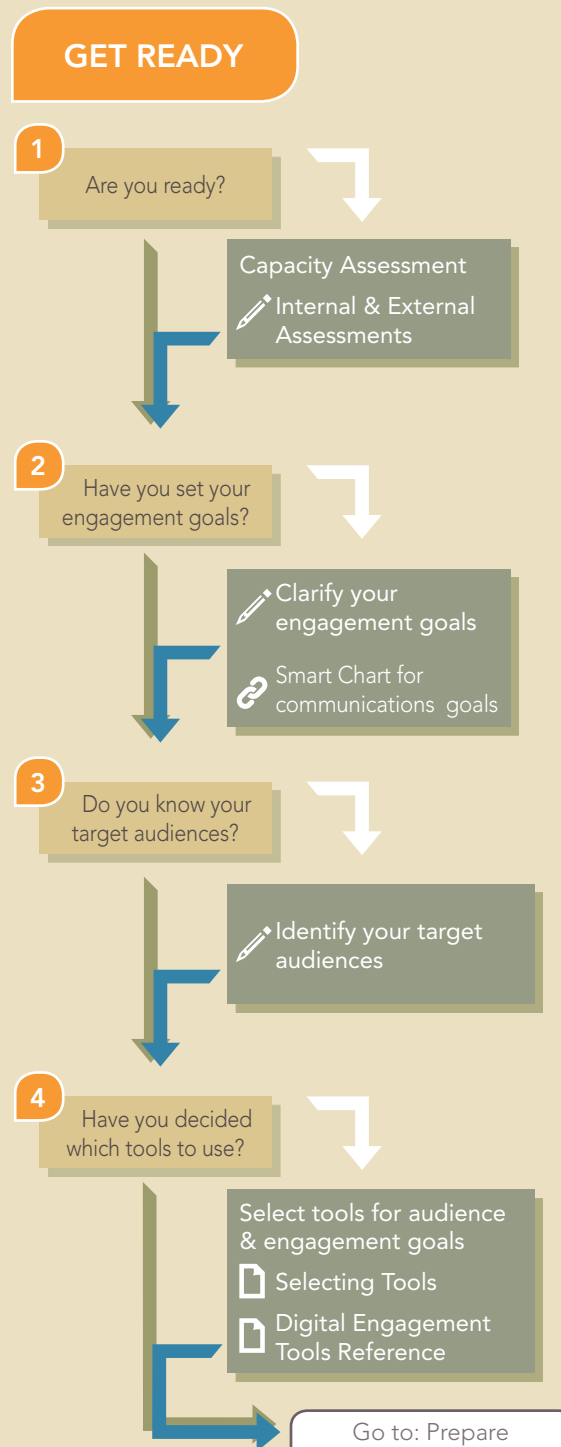 GET READY
1
Are you ready?
Capacity Assessment
Internal & External
Assessments
2
Have you set your
engagement goals?
Clarify your
engagement goals
Smart Chart for
communications goals
3
Do you know your
target audiences?
Identify your target
audiences
4
Have you decided
which tools to use?
Select tools for audience
& engagement goals
Selecting Tools
Digital Engagement
Tools Reference
Go to: Prepare